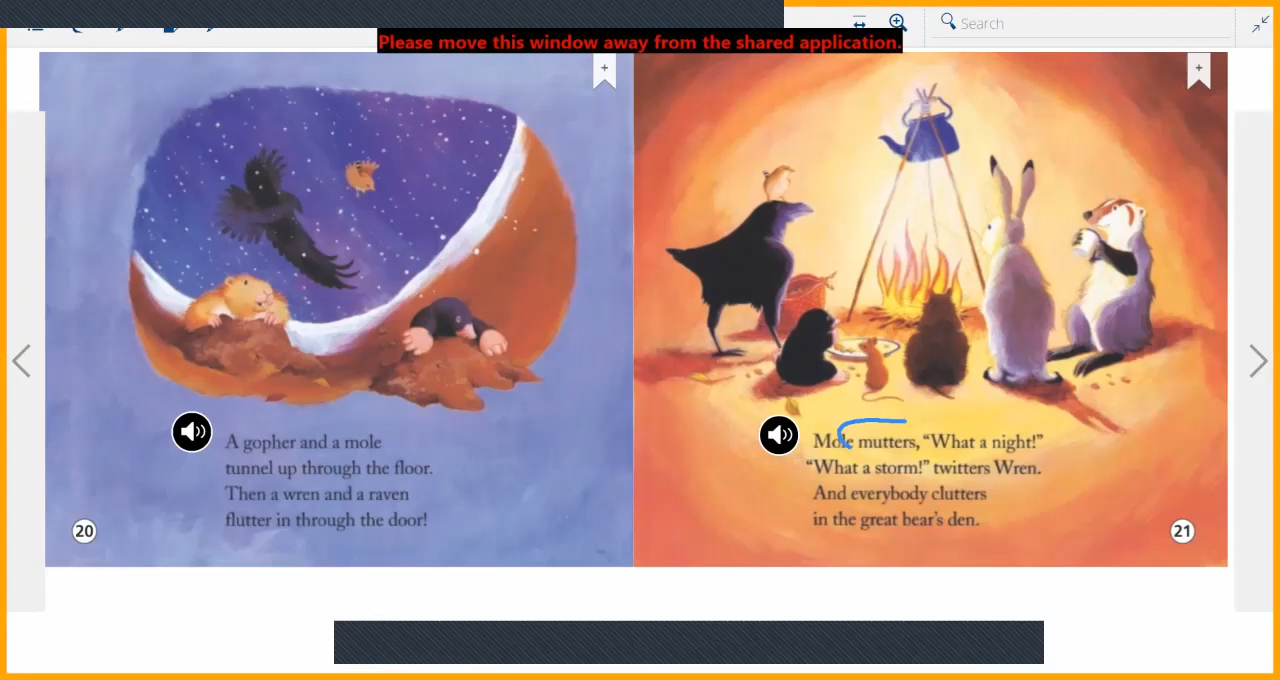 Search
Please move this window away from the shared application.
+
+
A gopher and a mole
tunnel up through the floor.
Then a wren and a raven
flutter in through the door!
20
Mole mutters, “What a night!”
“What a storm!” twitters Wren.
And everybody clutters
in the great bear’s den.
21